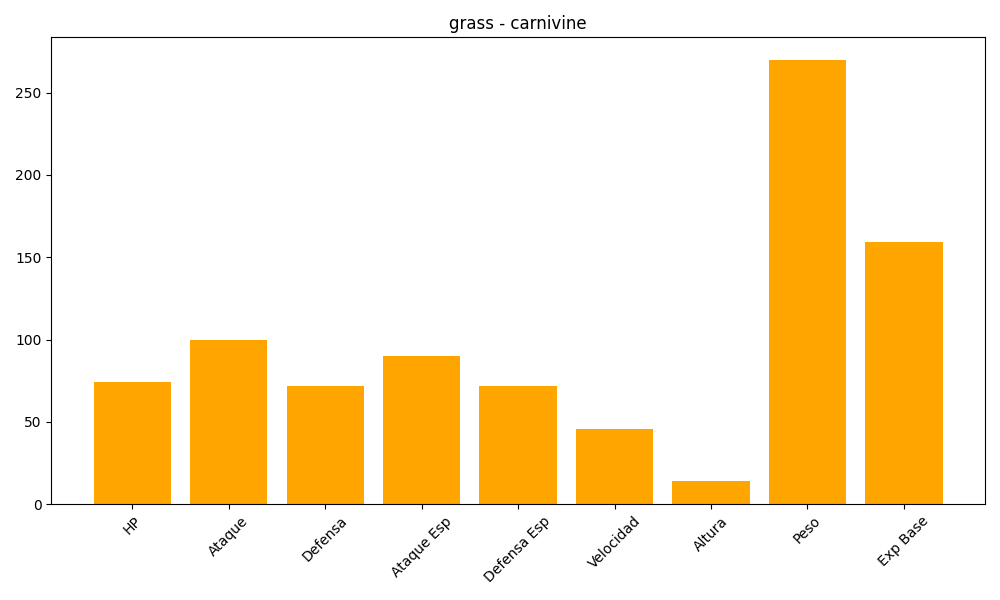 grass - carnivine
250
200
150
100
50
0
HP
Ataque
Defensa
Ataque Esp
Defensa Esp
Velocidad
Altura
Peso
Exp Base